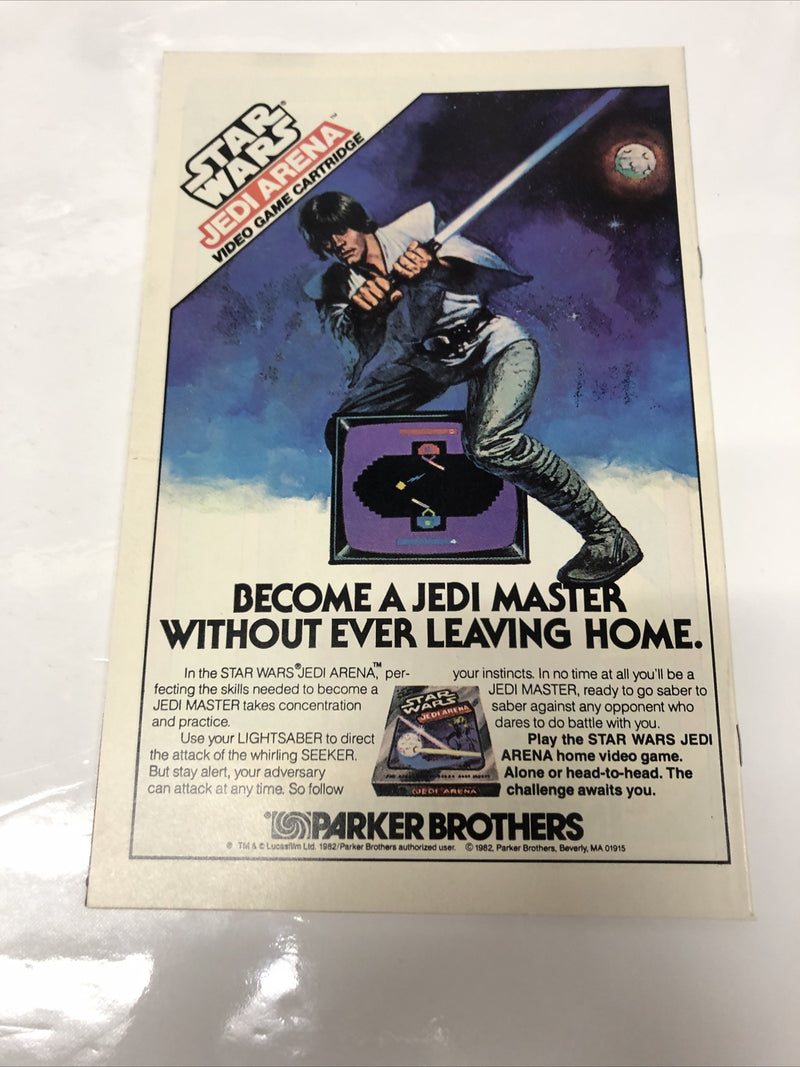 STAR
WARS®
JEDI ARENA™
VIDEO GAME CARTRIDGE
BECOME A JEDI MASTER
WITHOUT EVER LEAVING HOME.
In the STAR WARS® JEDI ARENA,™ per-
fecting the skills needed to become a
JEDI MASTER takes concentration
and practice.
Use your LIGHTSABER to direct
the attack of the whirling SEEKER.
But stay alert, your adversary
can attack at any time. So follow
your instincts. In no time at all you'll be a
JEDI MASTER, ready to go saber to
saber against any opponent who
dares to do battle with you.
Play the STAR WARS JEDI
ARENA home video game.
Alone or head-to-head. The
challenge awaits you.
STAR
WARS
JEDI ARENA
JEDI ARENA
PARKER BROTHERS
® TM & © Lucasfilm Ltd. 1982/Parker Brothers authorized user. © 1982, Parker Brothers, Beverly, MA 01915